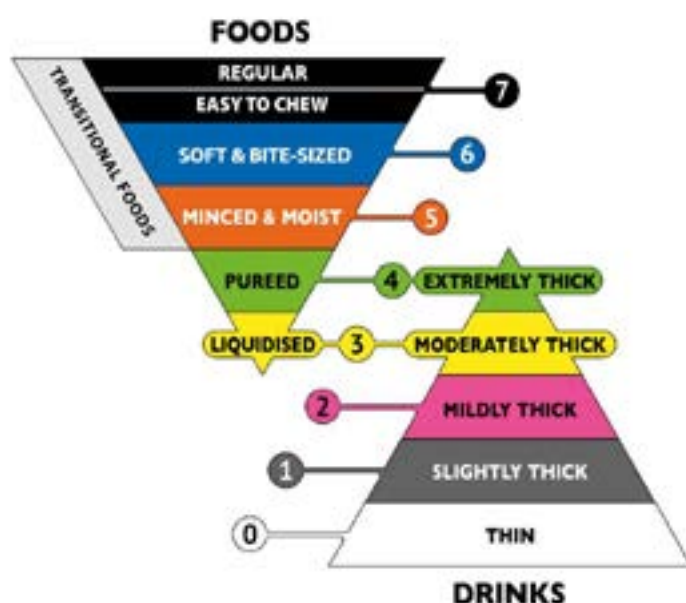 FOODS
REGULAR
EASY TO CHEW
7
TRANSITIONAL FOODS
SOFT & BITE-SIZED
6
MINCED & MOIST
5
PUREED
4
EXTREMELY THICK
LIQUIDISED
3
MODERATELY THICK
2
MILDLY THICK
1
SLIGHTLY THICK
0
THIN
DRINKS